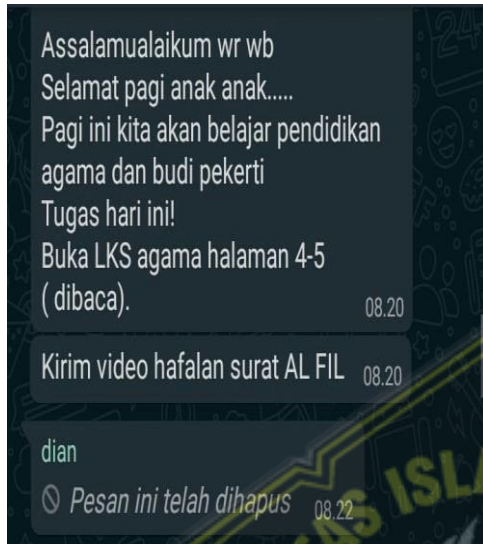 Assalamualaikum wr wb
Selamat pagi anak anak.....
Pagi ini kita akan belajar pendidikan
agama dan budi pekerti
Tugas hari ini!
Buka LKS agama halaman 4-5
( dibaca).
08.20
Kirim video hafalan surat AL FIL 08.20
dian
Pesan ini telah dihapus 08.22
AS ISLA